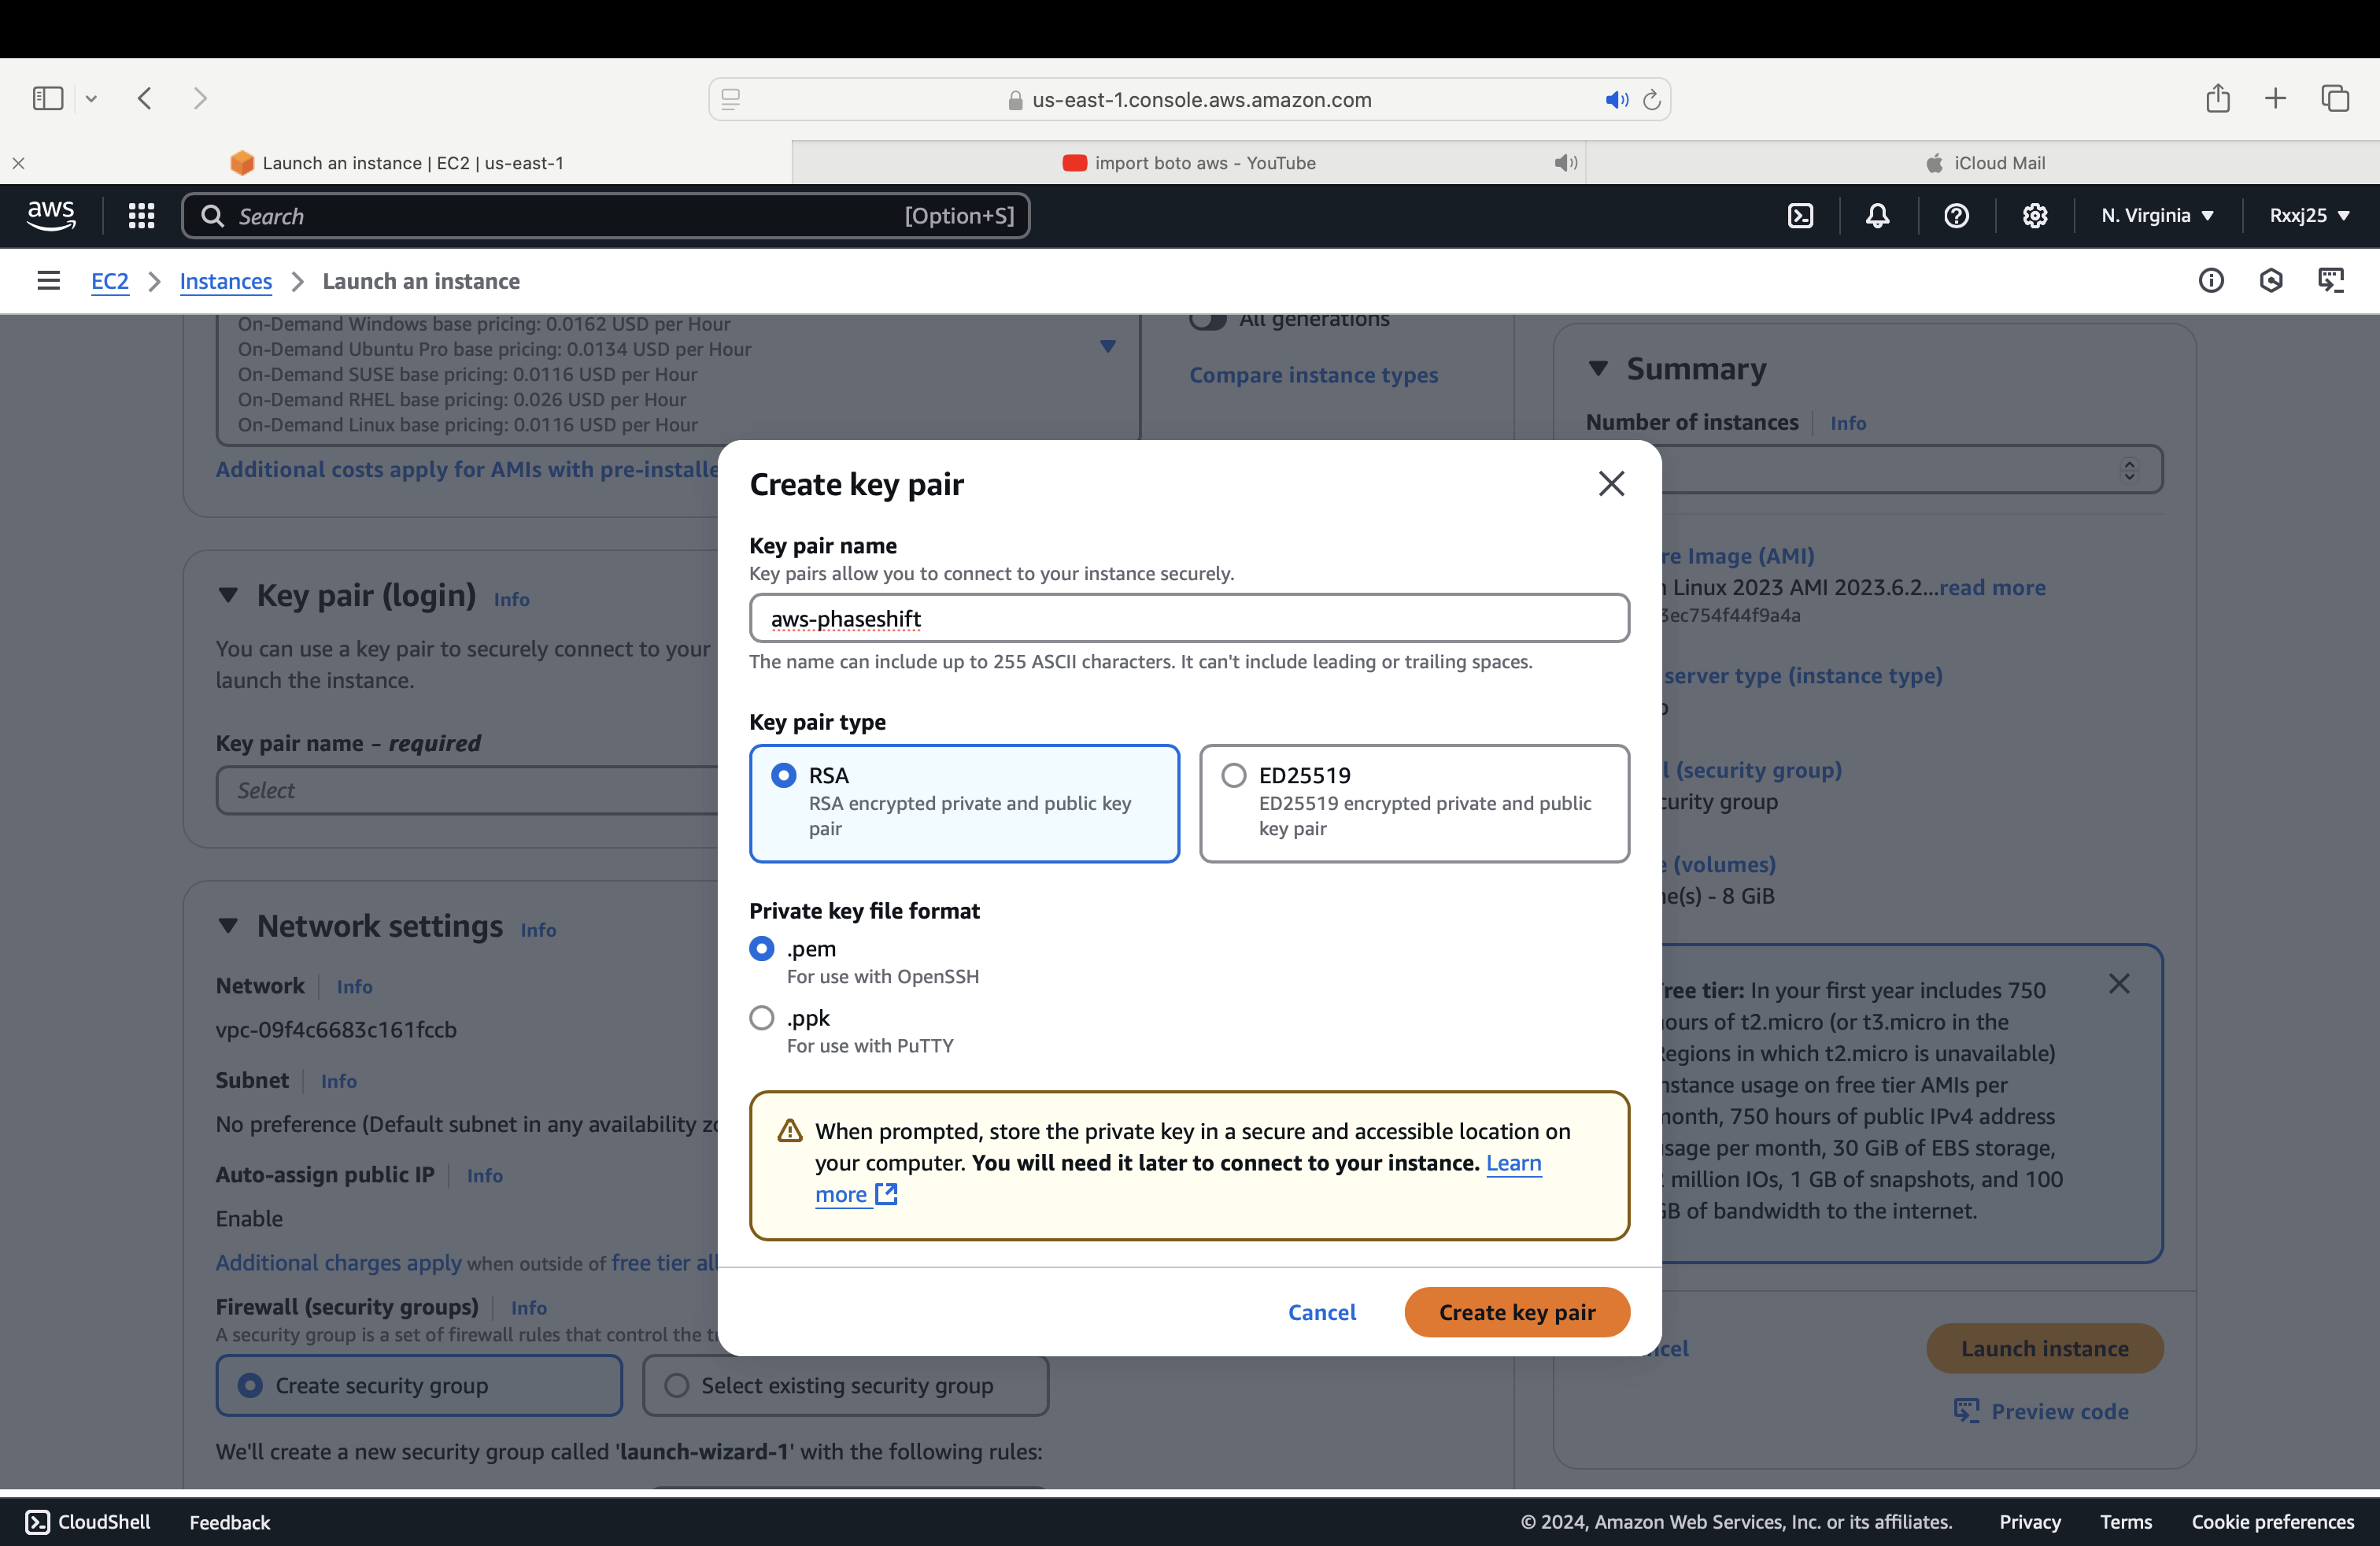 us-east-1.console.aws.amazon.com
Launch an instance | EC2 | us-east-1
import boto aws - YouTube
iCloud Mail
aws
Search
[Option+S]
N. Virginia
Rxxj25
EC2
Instances
Launch an instance
On-Demand Windows base pricing: 0.0162 USD per Hour
On-Demand Ubuntu Pro base pricing: 0.0134 USD per Hour
On-Demand SUSE base pricing: 0.0116 USD per Hour
On-Demand RHEL base pricing: 0.026 USD per Hour
On-Demand Linux base pricing: 0.0116 USD per Hour
All generations
Compare instance types
Additional costs apply for AMIs with pre-installe
Key pair (login) Info
You can use a key pair to securely connect to your
launch the instance.
Key pair name - required
Select
Network settings Info
Network Info
vpc-09f4c6683c161fccb
Subnet Info
No preference (Default subnet in any availability zo
Auto-assign public IP Info
Enable
Additional charges apply when outside of free tier all
Firewall (security groups) Info
A security group is a set of firewall rules that control the tr
Create security group
Select existing security group
We'll create a new security group called 'launch-wizard-1' with the following rules:
Create key pair
Key pair name
Key pairs allow you to connect to your instance securely.
aws-phaseshift
The name can include up to 255 ASCII characters. It can't include leading or trailing spaces.
Key pair type
RSA
RSA encrypted private and public key
pair
ED25519
ED25519 encrypted private and public
key pair
Private key file format
.pem
For use with OpenSSH
.ppk
For use with PuTTY
When prompted, store the private key in a secure and accessible location on
your computer. You will need it later to connect to your instance. Learn
more
Cancel
Create key pair
Summary
Number of instances Info
re Image (AMI)
Linux 2023 AMI 2023.6.2...read more
3ec754f44f9a4a
server type (instance type)
(security group)
curity group
(volumes)
e(s) - 8 GiB
ree tier: In your first year includes 750
ours of t2.micro (or t3.micro in the
egions in which t2.micro is unavailable)
nstance usage on free tier AMIs per
onth, 750 hours of public IPv4 address
sage per month, 30 GiB of EBS storage,
million IOs, 1 GB of snapshots, and 100
B of bandwidth to the internet.
cel
Launch instance
Preview code
CloudShell
Feedback
© 2024, Amazon Web Services, Inc. or its affiliates.
Privacy
Terms
Cookie preferences